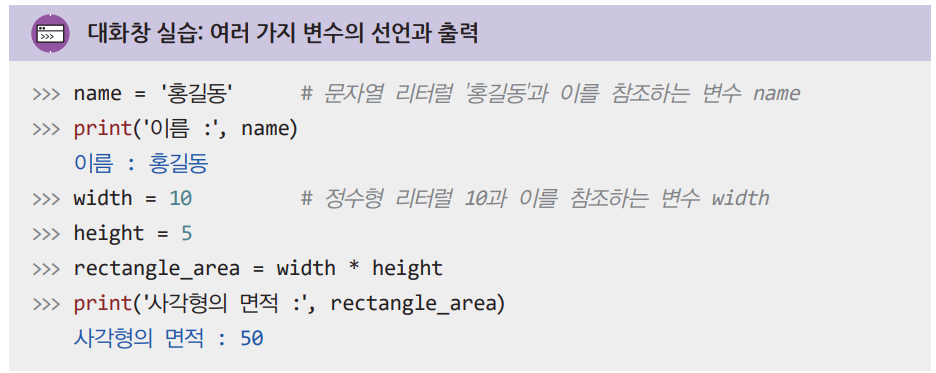 대화창 실습: 여러 가지 변수의 선언과 출력
>>> name = '홍길동' # 문자열 리터럴 '홍길동'과 이를 참조하는 변수 name
>>> print('이름 :', name)
이름 : 홍길동
>>> width = 10 # 정수형 리터럴 10과 이를 참조하는 변수 width
>>> height = 5
>>> rectangle_area = width * height
>>> print('사각형의 면적 :', rectangle_area)
사각형의 면적 : 50